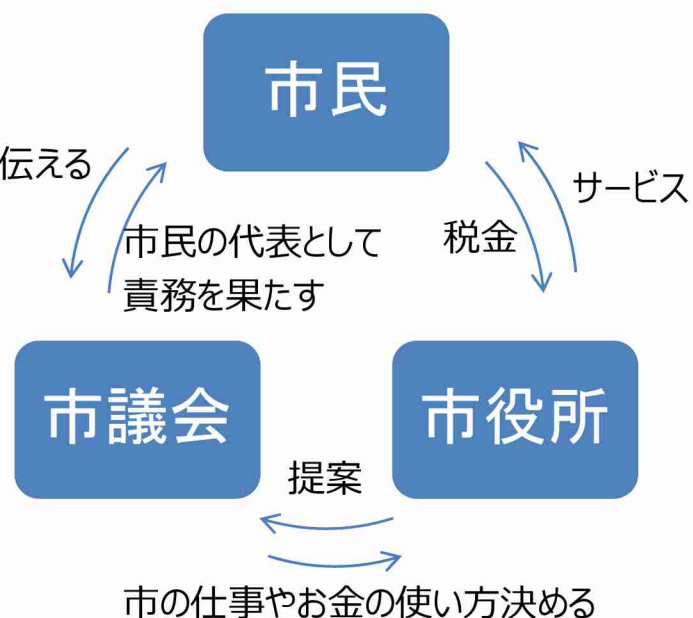 市民
伝える
サービス
市民の代表として
責務を果たす
税金
市議会
市役所
提案
市の仕事やお金の使い方決める